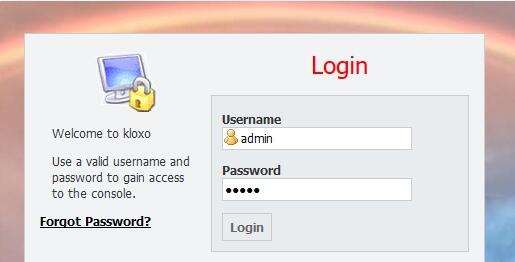 Login
Welcome to kloxo
Use a valid username and
password to gain access
to the console.
Forgot Password?
Username
admin
Password
•••••
Login